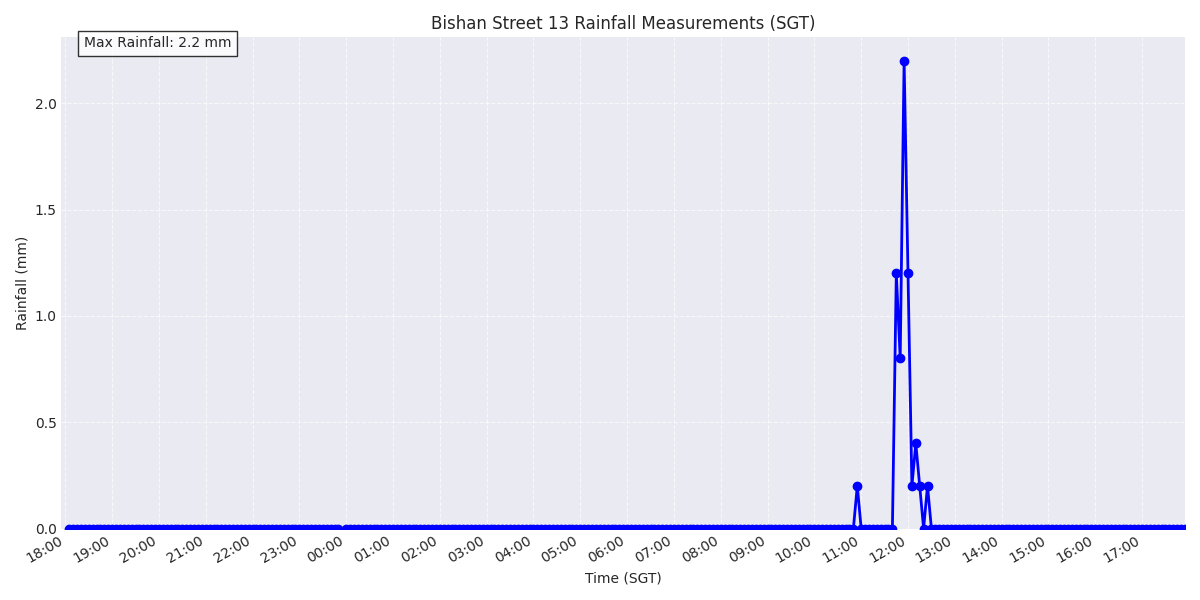 Bishan Street 13 Rainfall Measurements (SGT)
Max Rainfall: 2.2 mm
Rainfall (mm)
2.0
1.5
1.0
0.5
0.0
18:00 19:00 20:00 21:00 22:00 23:00 00:00 01:00 02:00 03:00 04:00 05:00 06:00 07:00 08:00 09:00 10:00 11:00 12:00 13:00 14:00 15:00 16:00 17:00
Time (SGT)